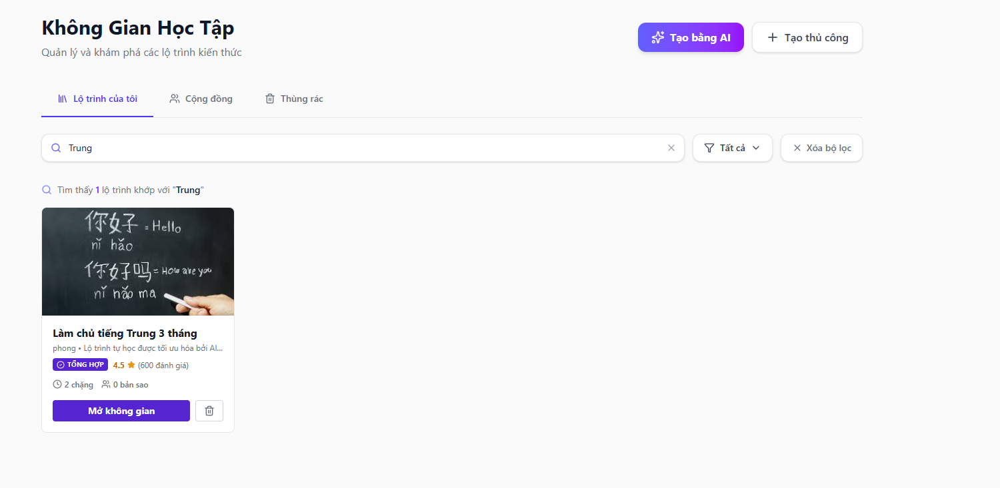 Không Gian Học Tập
Quản lý và khám phá các lộ trình kiến thức
Tạo bằng AI
Tạo thủ công
Lộ trình của tôi
Cộng đồng
Thùng rác
Trung
Tất cả
Xóa bộ lọc
Tìm thấy 1 lộ trình khớp với "Trung"
你好 = Hello
nǐ hǎo
你好吗 = How are you
nǐ hǎo ma
Làm chủ tiếng Trung 3 tháng
phong • Lộ trình tự học được tối ưu hóa bởi AI...
TỔNG HỢP 4.5 (600 đánh giá)
2 chặng 0 bản sao
Mở không gian